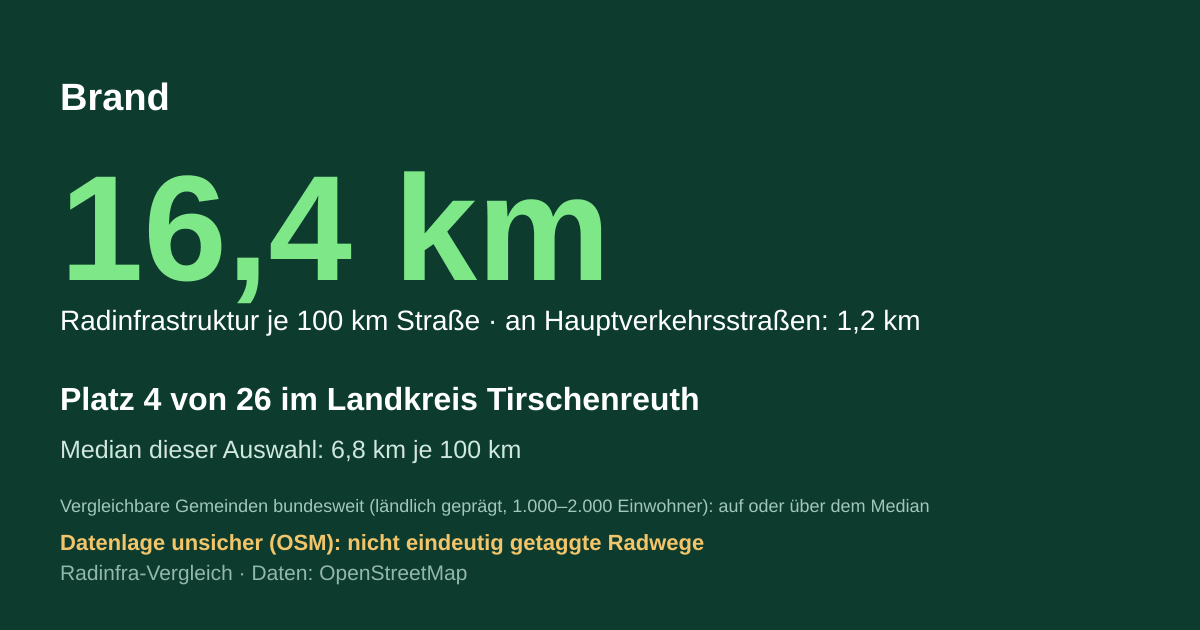 Brand
16,4 km
Radinfrastruktur je 100 km Straße · an Hauptverkehrsstraßen: 1,2 km
Platz 4 von 26 im Landkreis Tirschenreuth
Median dieser Auswahl: 6,8 km je 100 km
Vergleichbare Gemeinden bundesweit (ländlich geprägt, 1.000–2.000 Einwohner): auf oder über dem Median
Datenlage unsicher (OSM): nicht eindeutig getaggte Radwege
Radinfra-Vergleich · Daten: OpenStreetMap